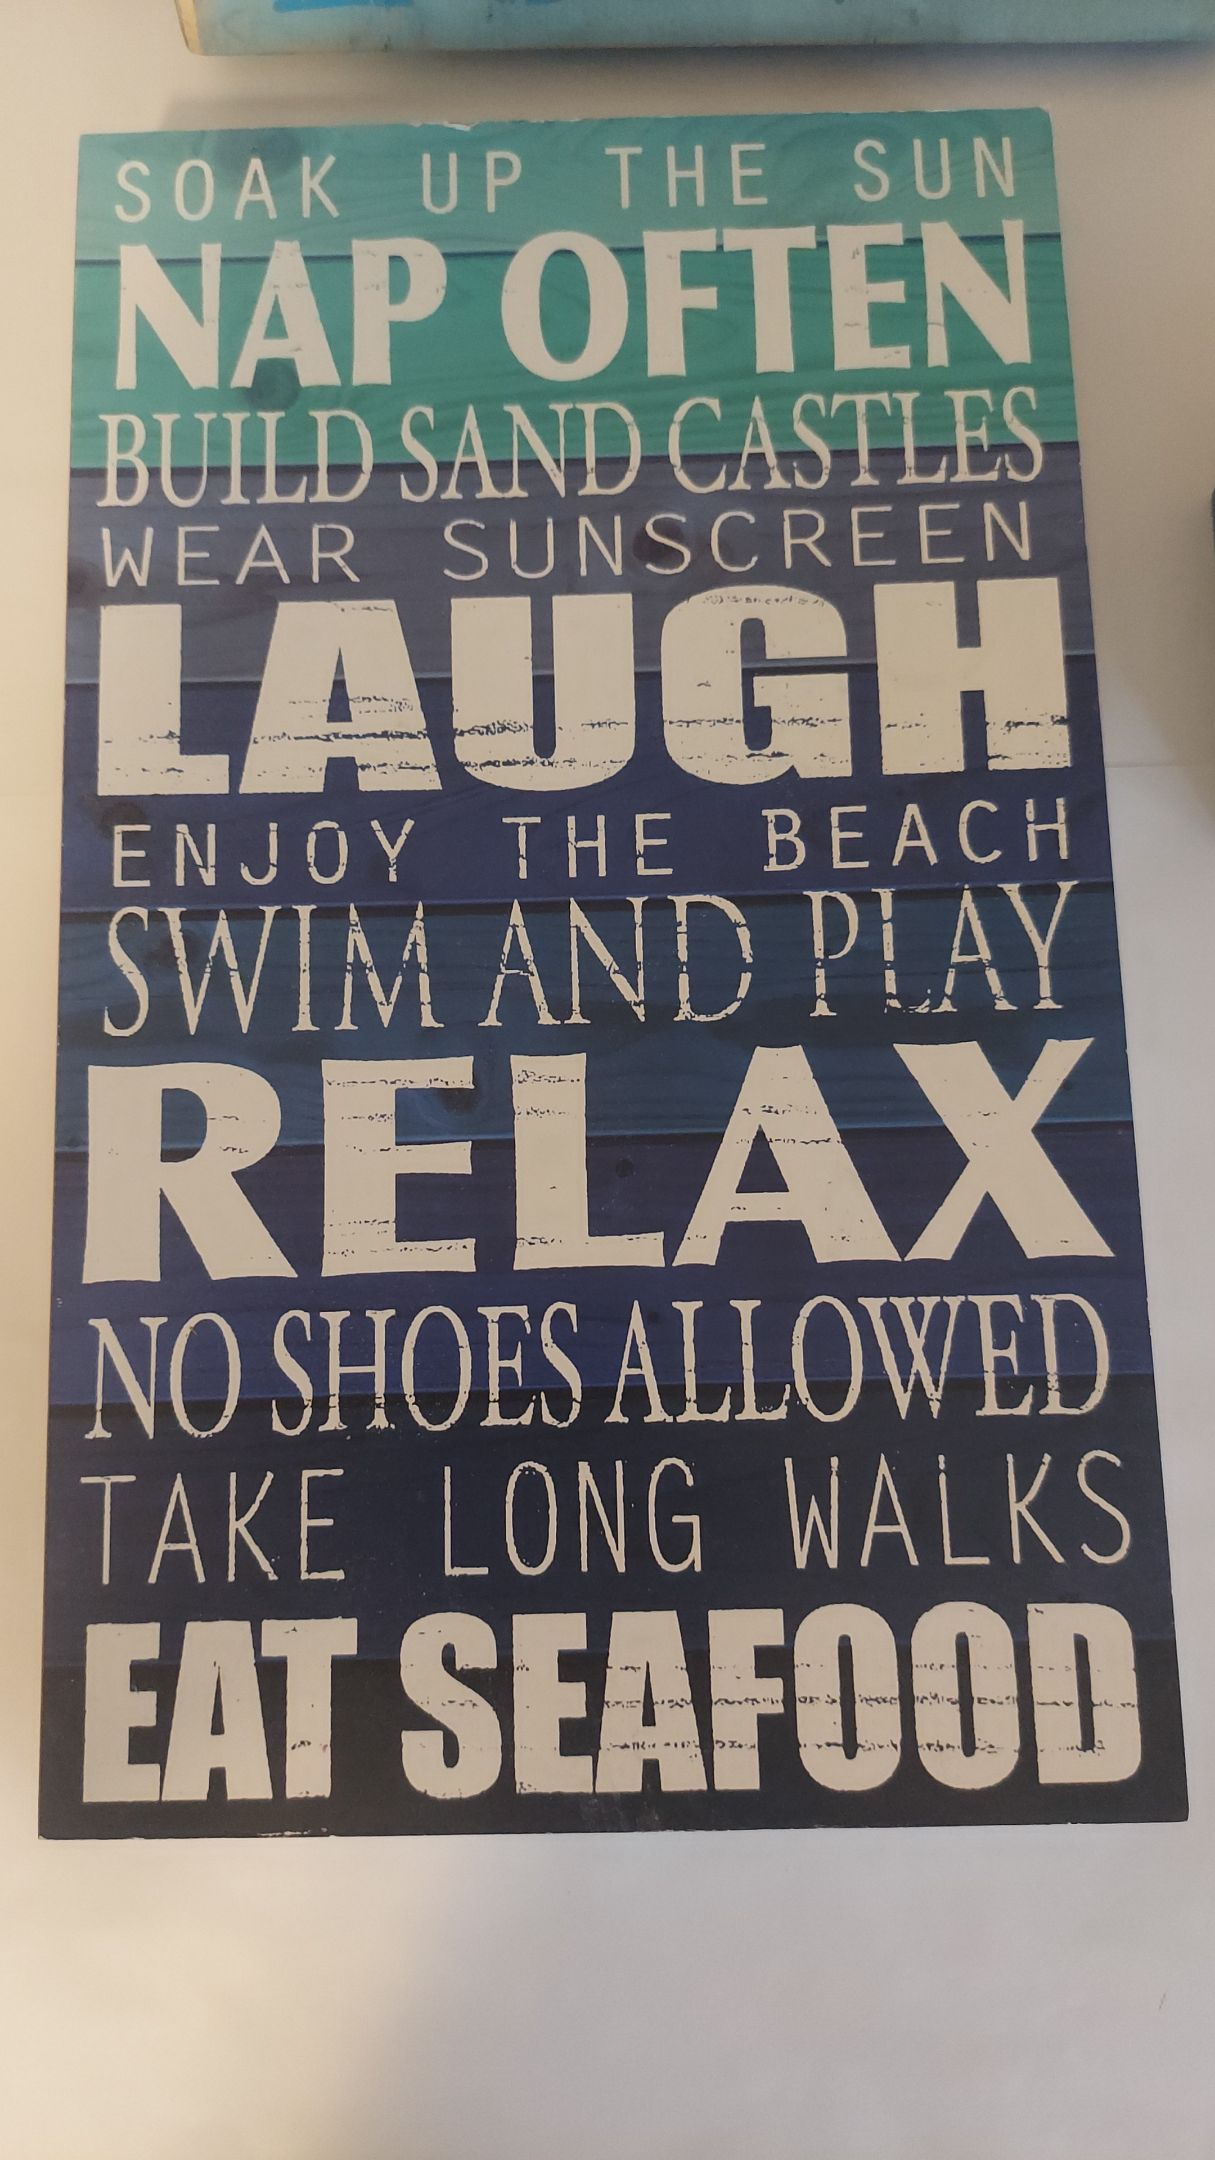 SOAK UP THE SUN
NAP OFTEN
BUILD SAND CASTLES
WEAR SUNSCREEN
LAUGH
ENJOY THE BEACH
SWIM AND PLAY
RELAX
NO SHOES ALLOWED
TAKE LONG WALKS
EAT SEAFOOD